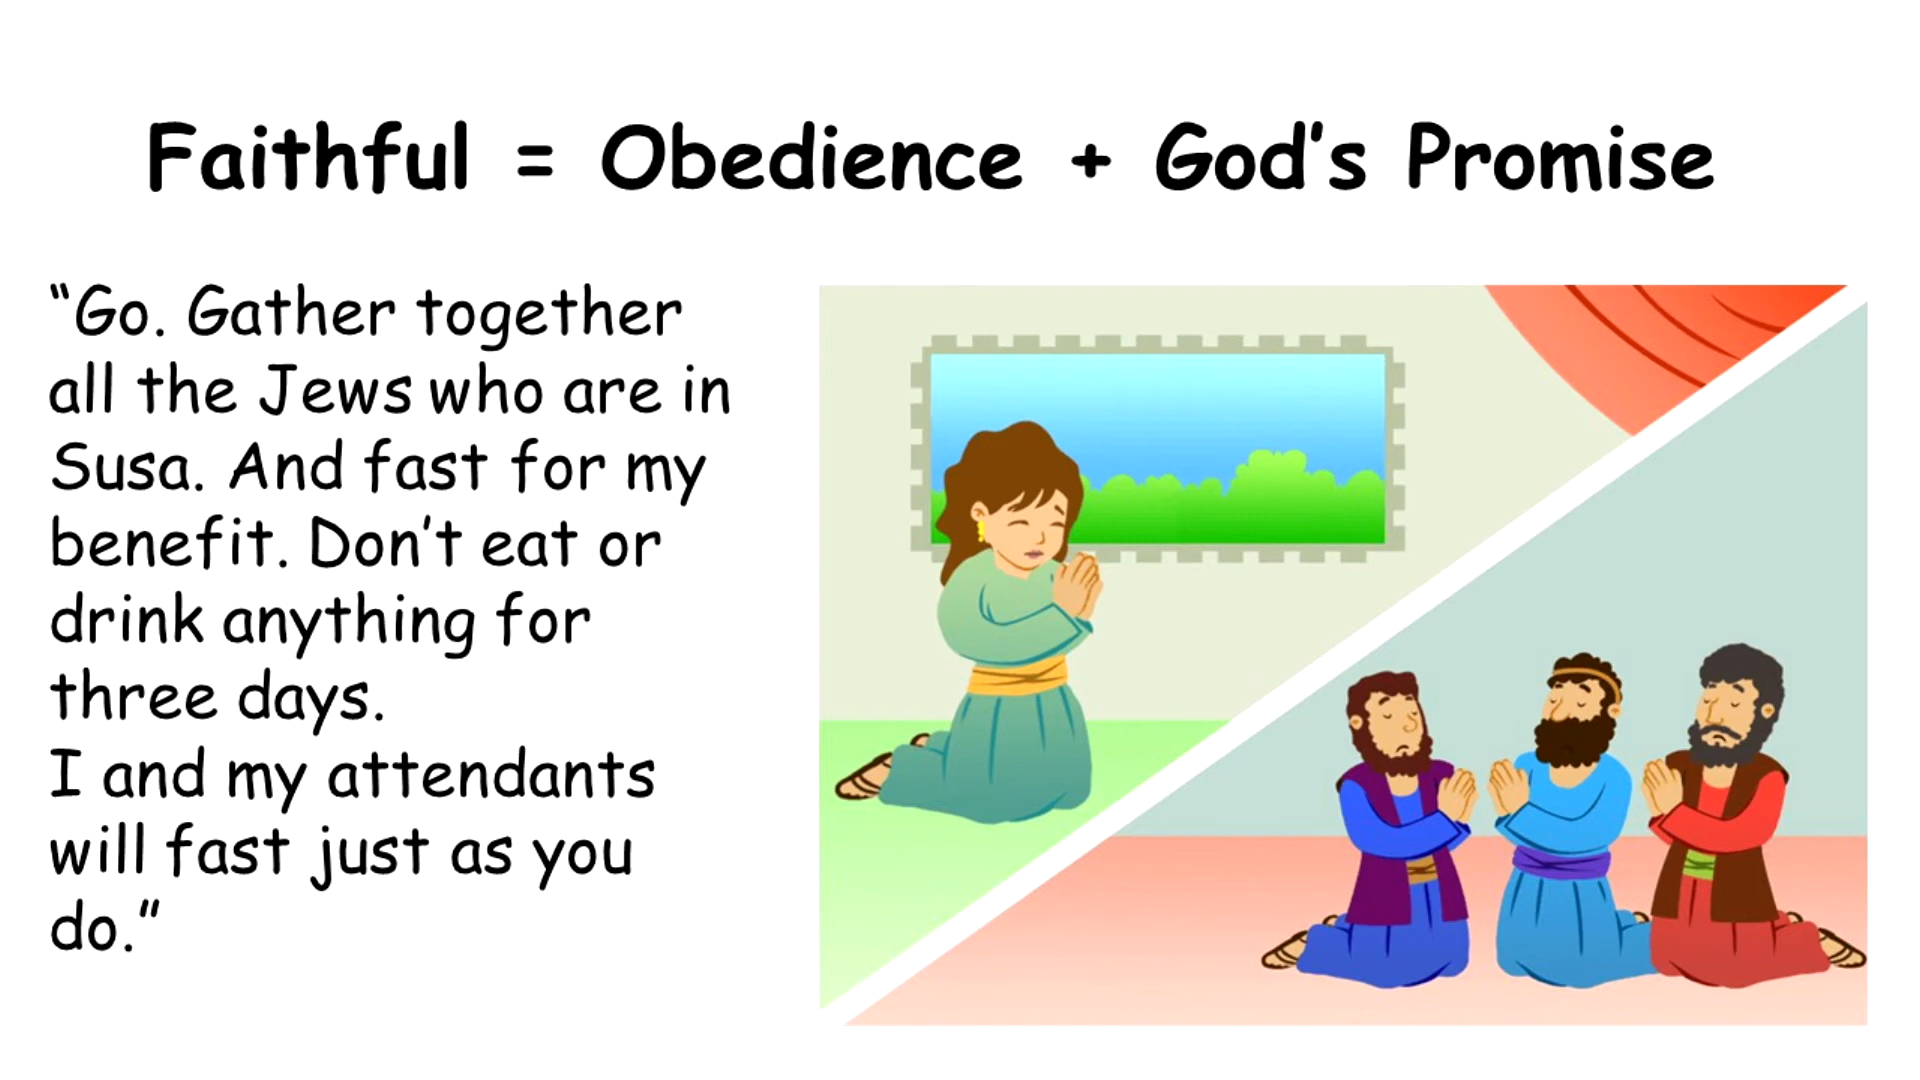 Faithful = Obedience + God’s Promise
“Go. Gather together
all the Jews who are in
Susa. And fast for my
benefit. Don’t eat or
drink anything for
three days.
I and my attendants
will fast just as you
do.”